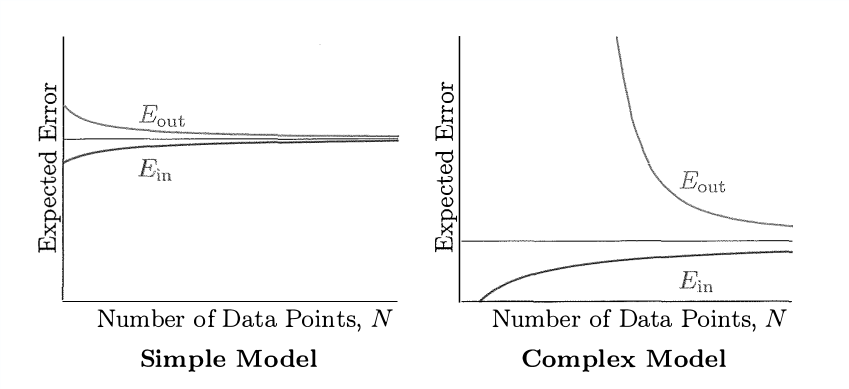 Expected Error
E_out
E_in
Number of Data Points, N
Simple Model
Expected Error
E_out
E_in
Number of Data Points, N
Complex Model